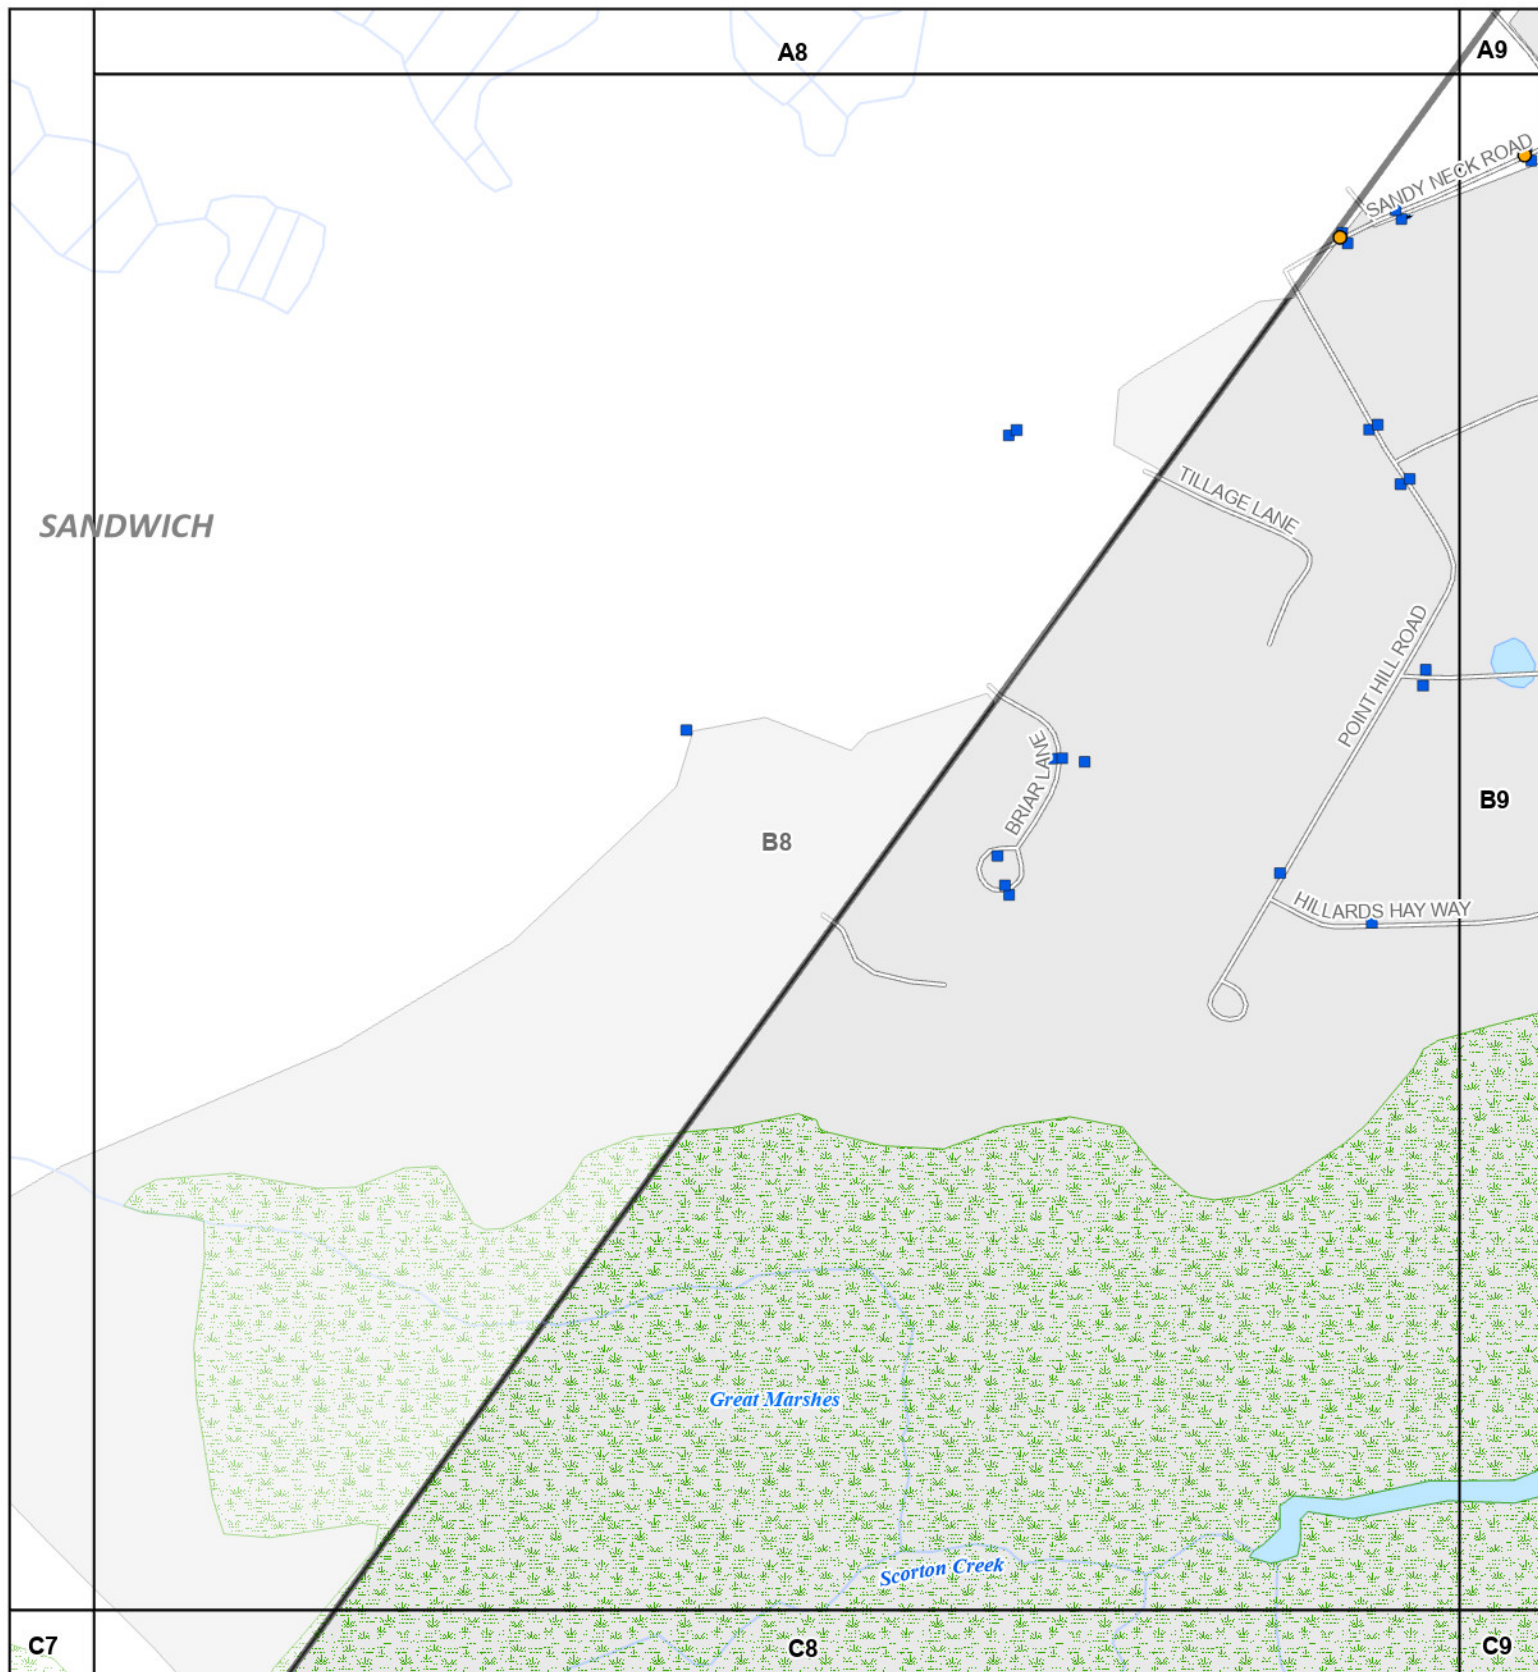 A8
A9
SANDY NECK ROAD
TILLAGE LANE
SANDWICH
POINT HILL ROAD
BRIAR LANE
B8
B9
HILLARDS HAY WAY
Great Marshes
Scorton Creek
C7
C8
C9